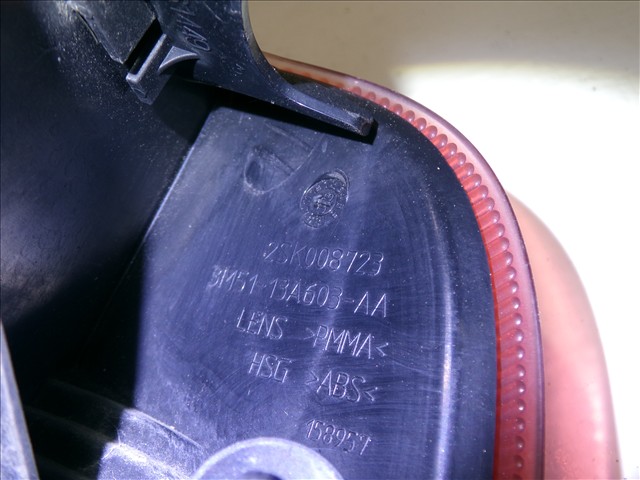 2SK008723
3M51-13A603-AA
LENS >PMMA<
HSG >ABS<
158957